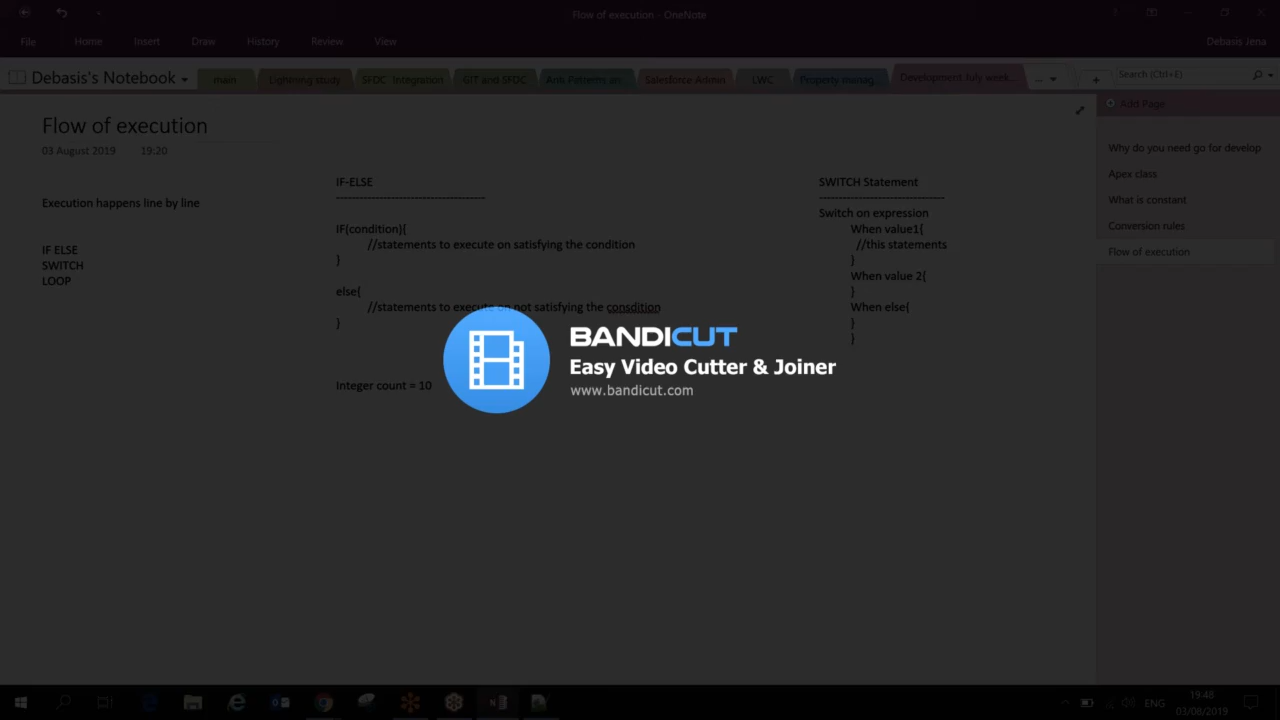 Flow of execution - OneNote
File Home Insert Draw History Review View
Debasis Jena
Debasis's Notebook
main
Lightning study
SFDC Integration
GIT and SFDC
Salesforce Admin
LWC
Property manag...
Development July week...
...
Search (Ctrl+E)
Flow of execution
03 August 2019 19:20
Execution happens line by line
IF ELSE
SWITCH
LOOP
IF-ELSE
--------------------------------------
IF(condition){
//statements to execute on satisfying the condition
}
else{
//statements to execute on not satisfying the consdition
}
Integer count = 10
SWITCH Statement
--------------------------------
Switch on expression
When value1{
//this statements
}
When value 2{
}
When else{
}
}
Add Page
Why do you need go for develop
Apex class
What is constant
Conversion rules
Flow of execution
BANDICUT
Easy Video Cutter & Joiner
www.bandicut.com
ENG
19:48
03/08/2019